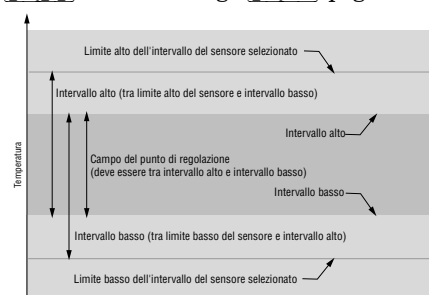 Limite alto dell'intervallo del sensore selezionato
Intervallo alto (tra limite alto del sensore e intervallo basso)
Intervallo alto
Campo del punto di regolazione
(deve essere tra intervallo alto e intervallo basso)
Intervallo basso
Intervallo basso (tra limite basso del sensore e intervallo alto)
Limite basso dell'intervallo del sensore selezionato
Temperatura